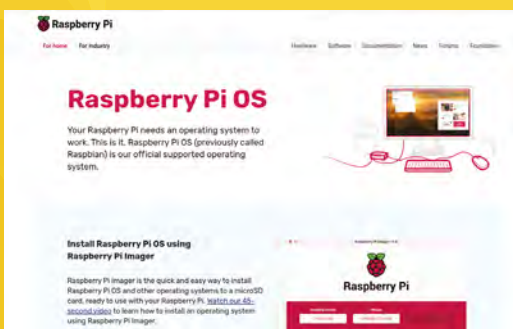 Raspberry Pi
For home For industry Hardware Software Documentation News Forums Foundation
Raspberry Pi OS
Your Raspberry Pi needs an operating system to
work. This is it. Raspberry Pi OS (previously called
Raspbian) is our official supported operating
system.
Install Raspberry Pi OS using
Raspberry Pi Imager
Raspberry Pi Imager is the quick and easy way to install
Raspberry Pi OS and other operating systems to a microSD
card, ready to use with your Raspberry Pi. Watch our 45-
second video to learn how to install an operating system
using Raspberry Pi Imager.
Raspberry Pi